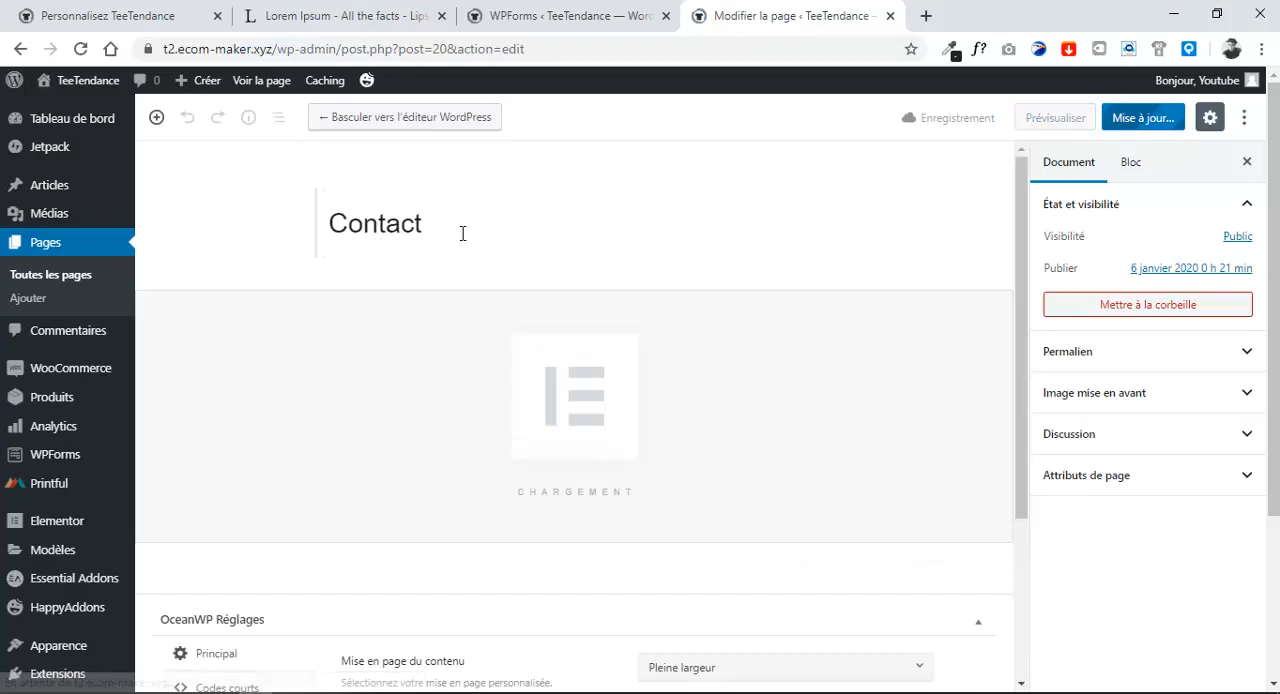 Personnalisez TeeTendance
Lorem Ipsum - All the facts - Lips
WPForms ‹ TeeTendance — Wor
Modifier la page ‹ TeeTendance –
t2.ecom-maker.xyz/wp-admin/post.php?post=20&action=edit
TeeTendance
0
Créer
Voir la page
Caching
Bonjour, Youtube
Tableau de bord
Jetpack
Articles
Médias
Pages
Toutes les pages
Ajouter
Commentaires
WooCommerce
Produits
Analytics
WPForms
Printful
Elementor
Modèles
Essential Addons
HappyAddons
Apparence
Extensions
← Basculer vers l'éditeur WordPress
Enregistrement
Prévisualiser
Mise à jour...
Contact
CHARGEMENT
OceanWP Réglages
Principal
Codes courts
Mise en page du contenu
Sélectionnez votre mise en page personnalisée.
Pleine largeur
Document
Bloc
État et visibilité
Visibilité
Public
Publier
6 janvier 2020 0 h 21 min
Mettre à la corbeille
Permalien
Image mise en avant
Discussion
Attributs de page